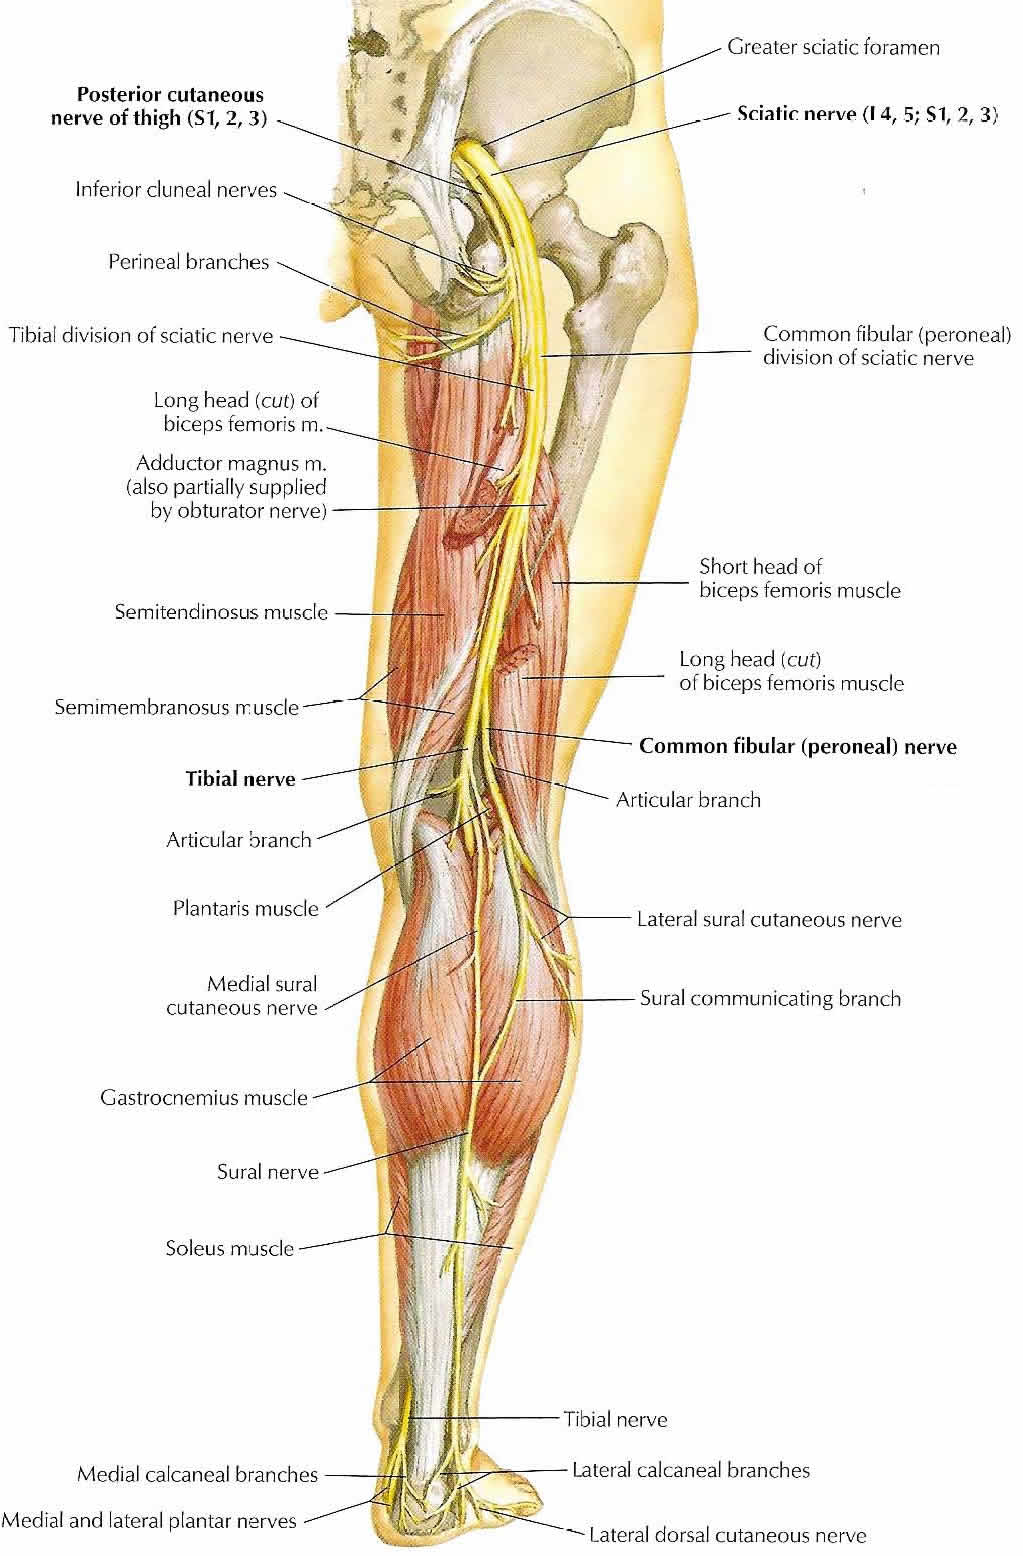 Greater sciatic foramen
Posterior cutaneous
nerve of thigh (S1, 2, 3)
Sciatic nerve (L4, 5; S1, 2, 3)
Inferior cluneal nerves
Perineal branches
Tibial division of sciatic nerve
Common fibular (peroneal)
division of sciatic nerve
Long head (cut) of
biceps femoris m.
Adductor magnus m.
(also partially supplied
by obturator nerve)
Short head of
biceps femoris muscle
Semitendinosus muscle
Long head (cut)
of biceps femoris muscle
Semimembranosus muscle
Common fibular (peroneal) nerve
Tibial nerve
Articular branch
Articular branch
Plantaris muscle
Lateral sural cutaneous nerve
Medial sural
cutaneous nerve
Sural communicating branch
Gastrocnemius muscle
Sural nerve
Soleus muscle
Tibial nerve
Medial calcaneal branches
Lateral calcaneal branches
Medial and lateral plantar nerves
Lateral dorsal cutaneous nerve